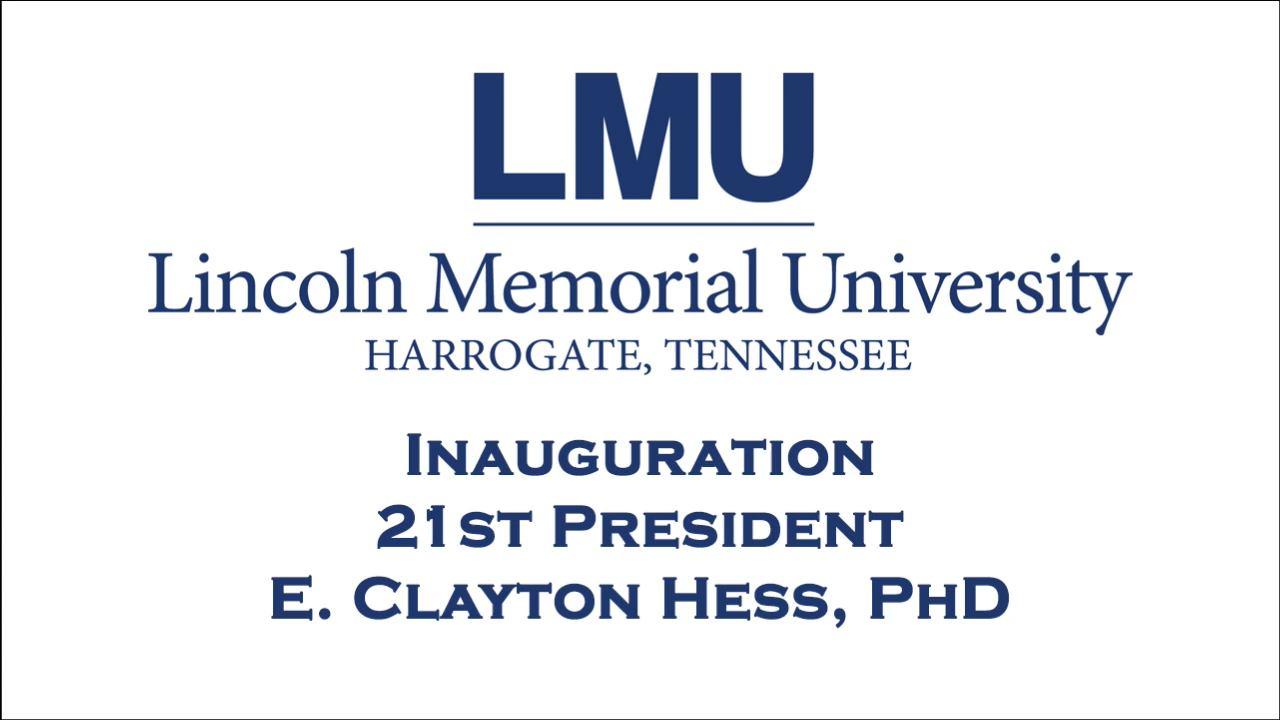 LMU
Lincoln Memorial University
HARROGATE, TENNESSEE
INAUGURATION
21ST PRESIDENT
E. CLAYTON HESS, PHD